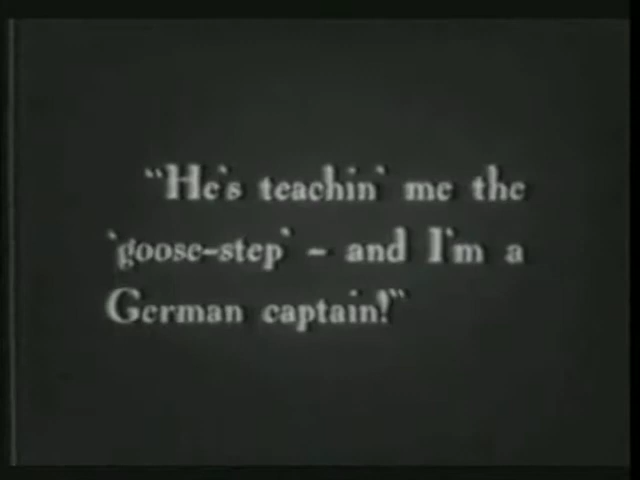 "He's teachin' me the
'goose-step' - and I'm a
German captain!"